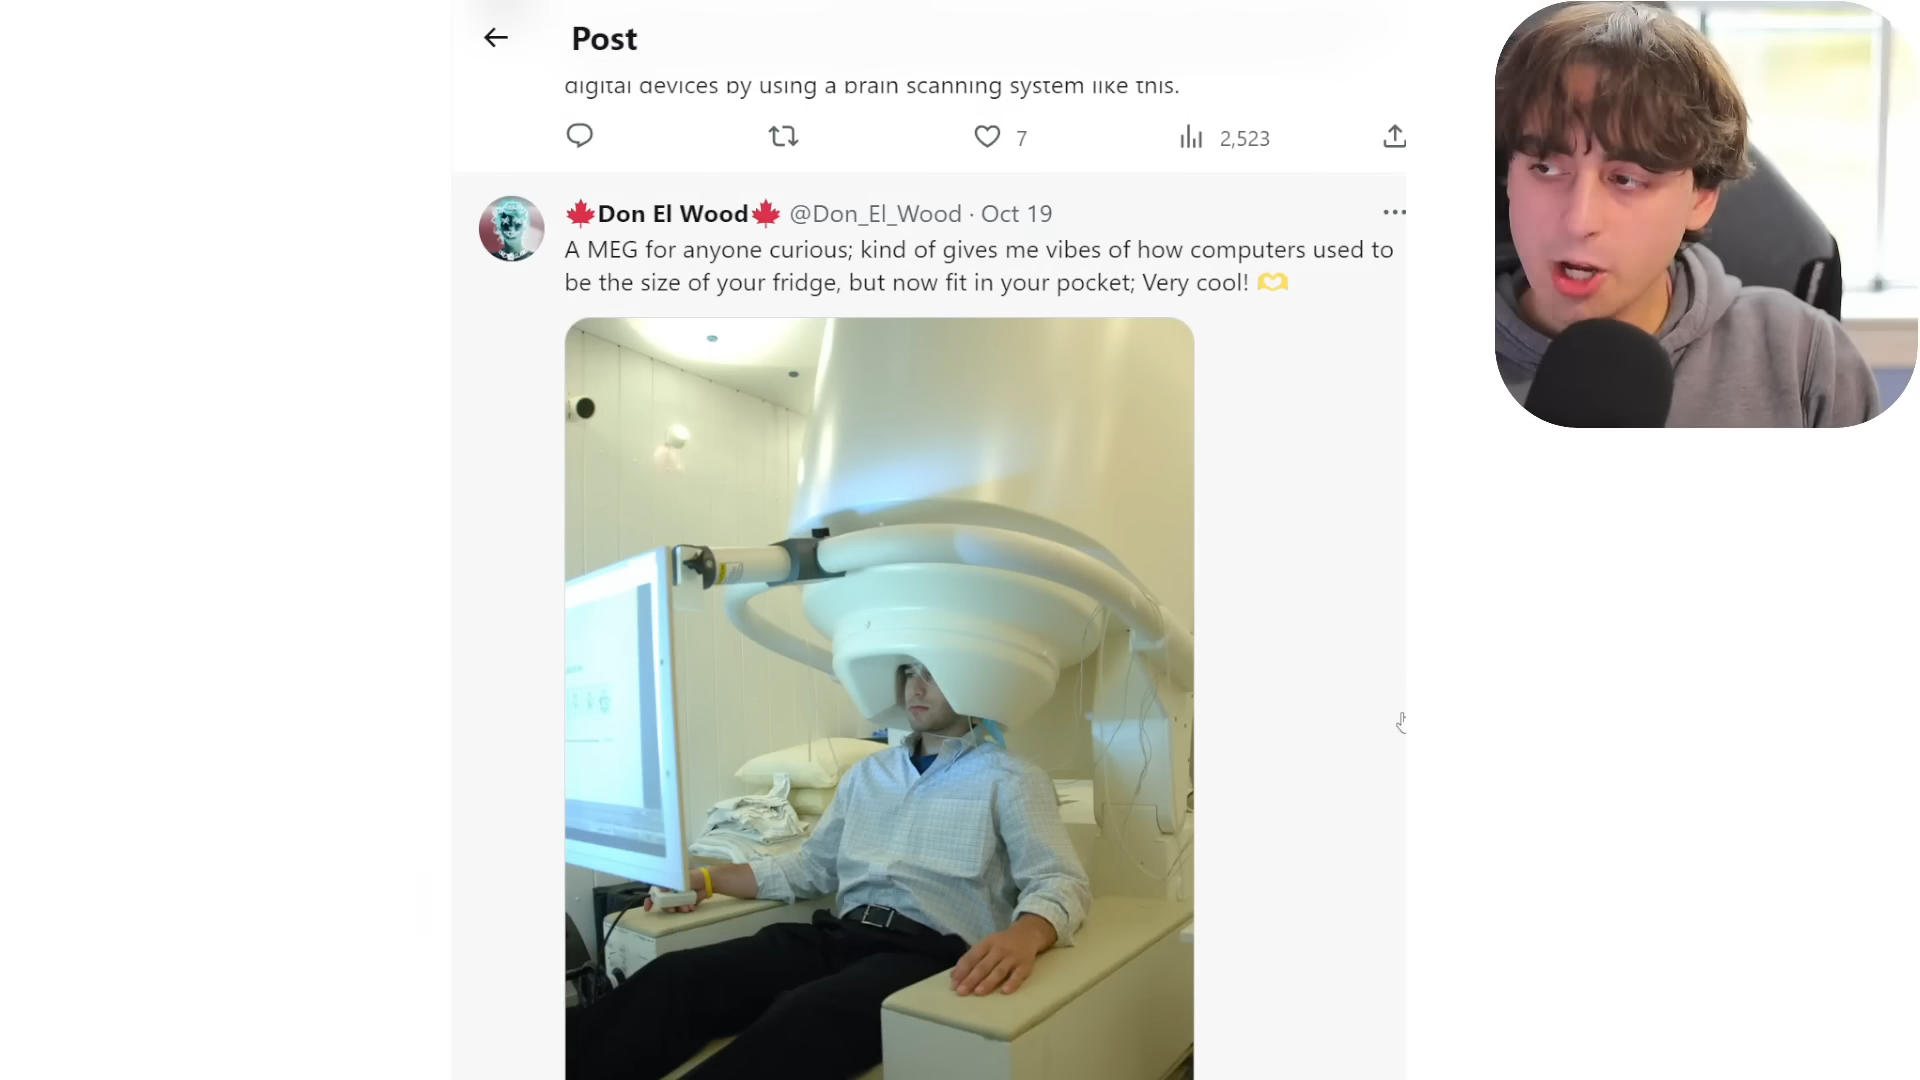 Post
digital devices by using a brain scanning system like this.
7
2,523
🍁Don El Wood🍁 @Don_El_Wood · Oct 19
A MEG for anyone curious; kind of gives me vibes of how computers used to
be the size of your fridge, but now fit in your pocket; Very cool! 🫶